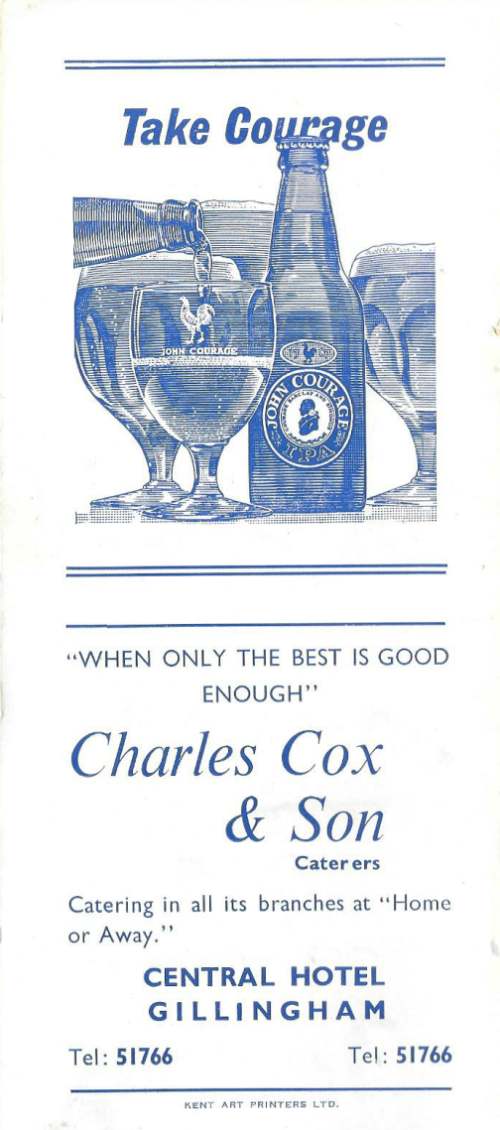 Take Courage
JOHN COURAGE
JOHN COURAGE
IPA
"WHEN ONLY THE BEST IS GOOD
ENOUGH"
Charles Cox
& Son
Caterers
Catering in all its branches at "Home
or Away."
CENTRAL HOTEL
GILLINGHAM
Tel: 51766 Tel: 51766
KENT ART PRINTERS LTD.